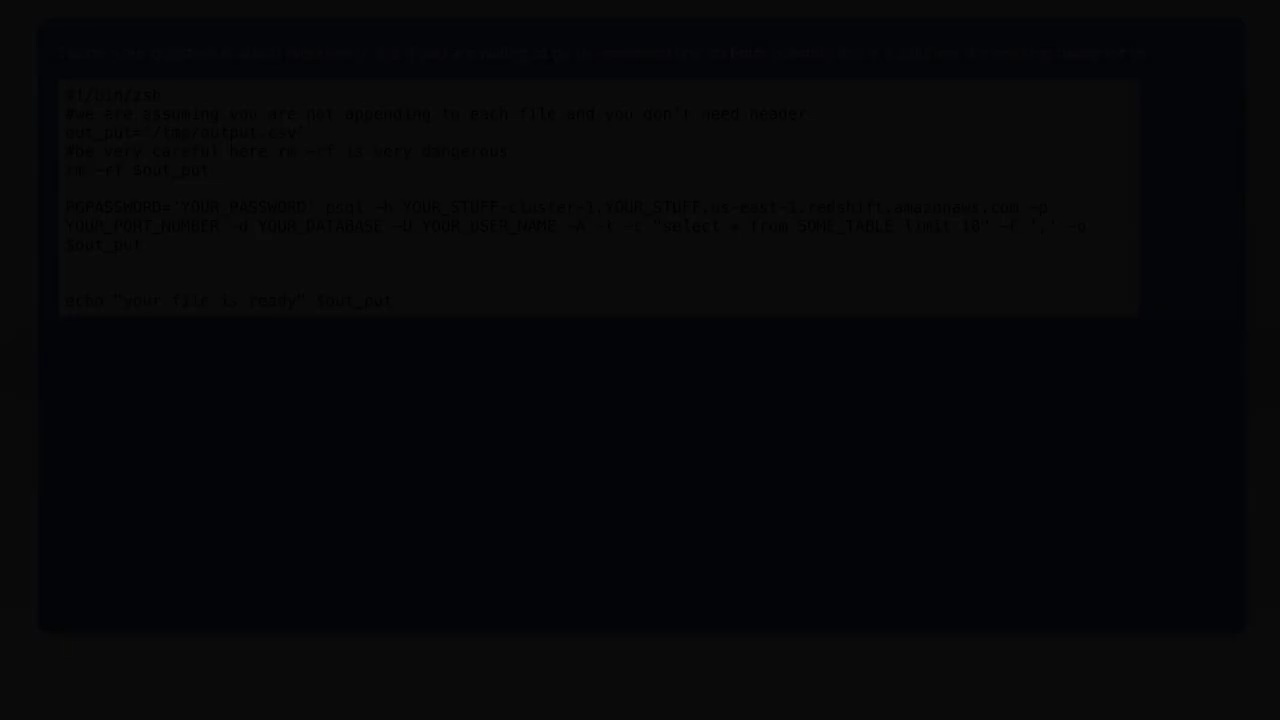 #!/bin/zsh
#we are assuming you are not appending to each file and you don't need header
out_put='/tmp/output.csv'
#be very careful here rm -rf is very dangerous
rm -rf $out_put
PGPASSWORD='YOUR_PASSWORD' psql -h YOUR_STUFF-cluster-1.YOUR_STUFF.us-east-1.redshift.amazonaws.com -p
YOUR_PORT_NUMBER -d YOUR_DATABASE -U YOUR_USER_NAME -A -t -c "select * from SOME_TABLE limit 10" -F ',' -o
$out_put
echo "your file is ready" $out_put